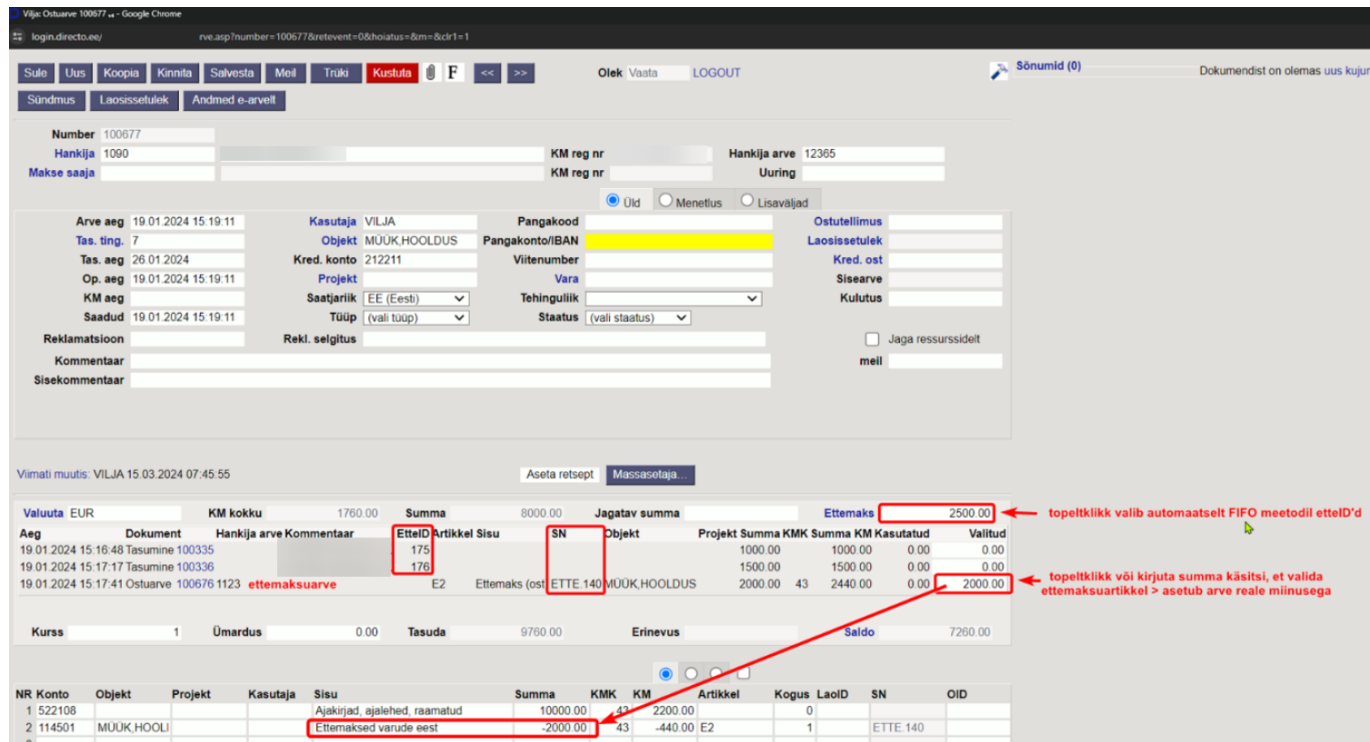 Vilja: Ostuarve 100677 - Google Chrome
login.directo.ee/ rve.asp?number=100677&retevent=0&hoiatus=&m=&clr1=1
Sule Uus Koopia Kinnita Salvesta Meil Trüki Kustuta F << >> Olek Vaata LOGOUT Sõnumid (0) Dokumendist on olemas uus kujun
Sündmus Laosissetulek Andmed e-arvelt
Number 100677
Hankija 1090 KM reg nr Hankija arve 12365
Makse saaja KM reg nr Uuring
Üld Menetlus Lisaväljad
Arve aeg 19.01.2024 15:19:11 Kasutaja VILJA Pangakood Ostutellimus
Tas. ting. 7 Objekt MÜÜK,HOOLDUS Pangakonto/IBAN Laosissetulek
Tas. aeg 26.01.2024 Kred. konto 212211 Viitenumber Kred. ost
Op. aeg 19.01.2024 15:19:11 Projekt Vara Sisearve
KM aeg Saatjariik EE (Eesti) Tehinguliik Kulutus
Saadud 19.01.2024 15:19:11 Tüüp (vali tüüp) Staatus (vali staatus)
Reklamatsioon Rekl. selgitus Jaga ressurssidelt
Kommentaar meil
Sisekommentaar
Viimati muutis: VILJA 15.03.2024 07:45:55 Aseta retsept Massasetaja...
Valuuta EUR KM kokku 1760.00 Summa 8000.00 Jagatav summa Ettemaks 2500.00 topeltklikk valib automaatselt FIFO meetodil etteID'd
Aeg Dokument Hankija arve Kommentaar EtteID Artikkel Sisu SN Objekt Projekt Summa KMK Summa KM Kasutatud Valitud
19.01.2024 15:16:48 Tasumine 100335 175 1000.00 1000.00 0.00 0.00
19.01.2024 15:17:17 Tasumine 100336 176 1500.00 1500.00 0.00 0.00
19.01.2024 15:17:41 Ostuarve 100676 1123 ettemaksuarve E2 Ettemaks (ost ETTE.140 MÜÜK,HOOLDUS 2000.00 43 2440.00 0.00 2000.00
topeltklikk või kirjuta summa käsitsi, et valida
ettemaksuartikkel > asetub arve reale miinusega
Kurss 1 Ümardus 0.00 Tasuda 9760.00 Erinevus Saldo 7260.00
NR Konto Objekt Projekt Kasutaja Sisu Summa KMK KM Artikkel Kogus LaoID SN OID
1 522108 Ajakirjad, ajalehed, raamatud 10000.00 43 2200.00 0
2 114501 MÜÜK,HOOLI Ettemaksed varude eest -2000.00 43 -440.00 E2 1 ETTE.140